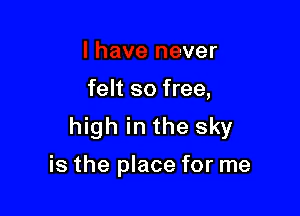 I have never
felt so free,
high in the sky
is the place for me